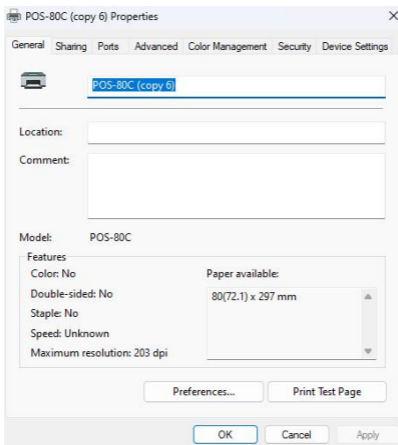 POS-80C (copy 6) Properties
General Sharing Ports Advanced Color Management Security Device Settings
POS-80C (copy 6)
Location:
Comment:
Model: POS-80C
Features
Color: No
Paper available:
Double-sided: No
80(72.1) x 297 mm
Staple: No
Speed: Unknown
Maximum resolution: 203 dpi
Preferences... Print Test Page
OK Cancel Apply